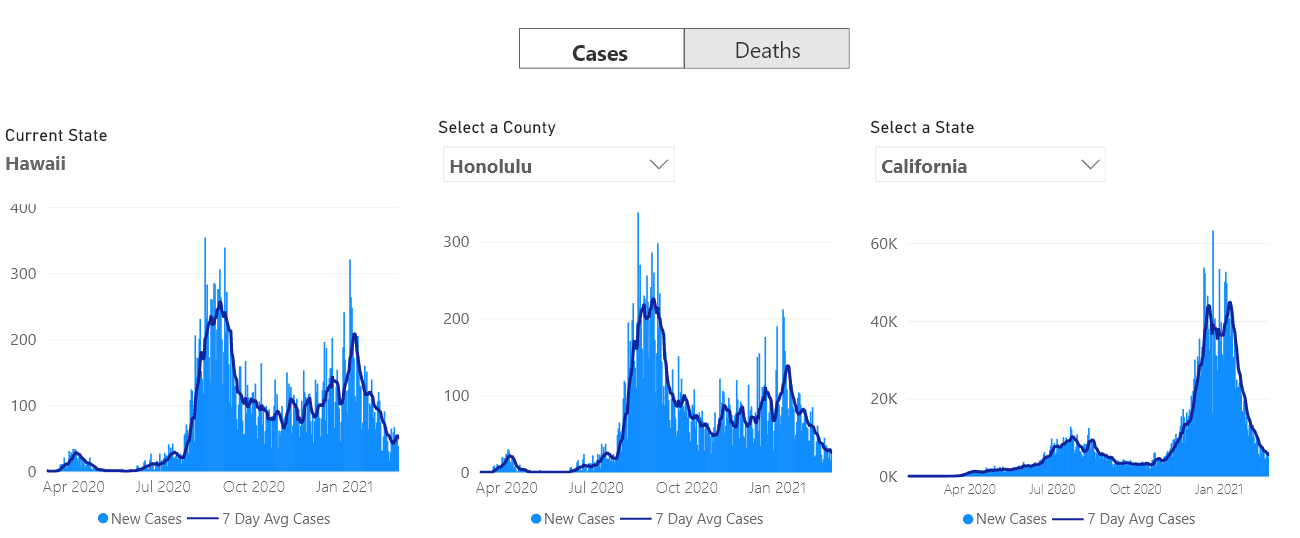 Cases
Deaths
Current State
Hawaii
400
300
200
100
0
Apr 2020
Jul 2020
Oct 2020
Jan 2021
New Cases
7 Day Avg Cases
Select a County
Honolulu
300
200
100
0
Apr 2020
Jul 2020
Oct 2020
Jan 2021
New Cases
7 Day Avg Cases
Select a State
California
60K
40K
20K
0K
Apr 2020
Jul 2020
Oct 2020
Jan 2021
New Cases
7 Day Avg Cases